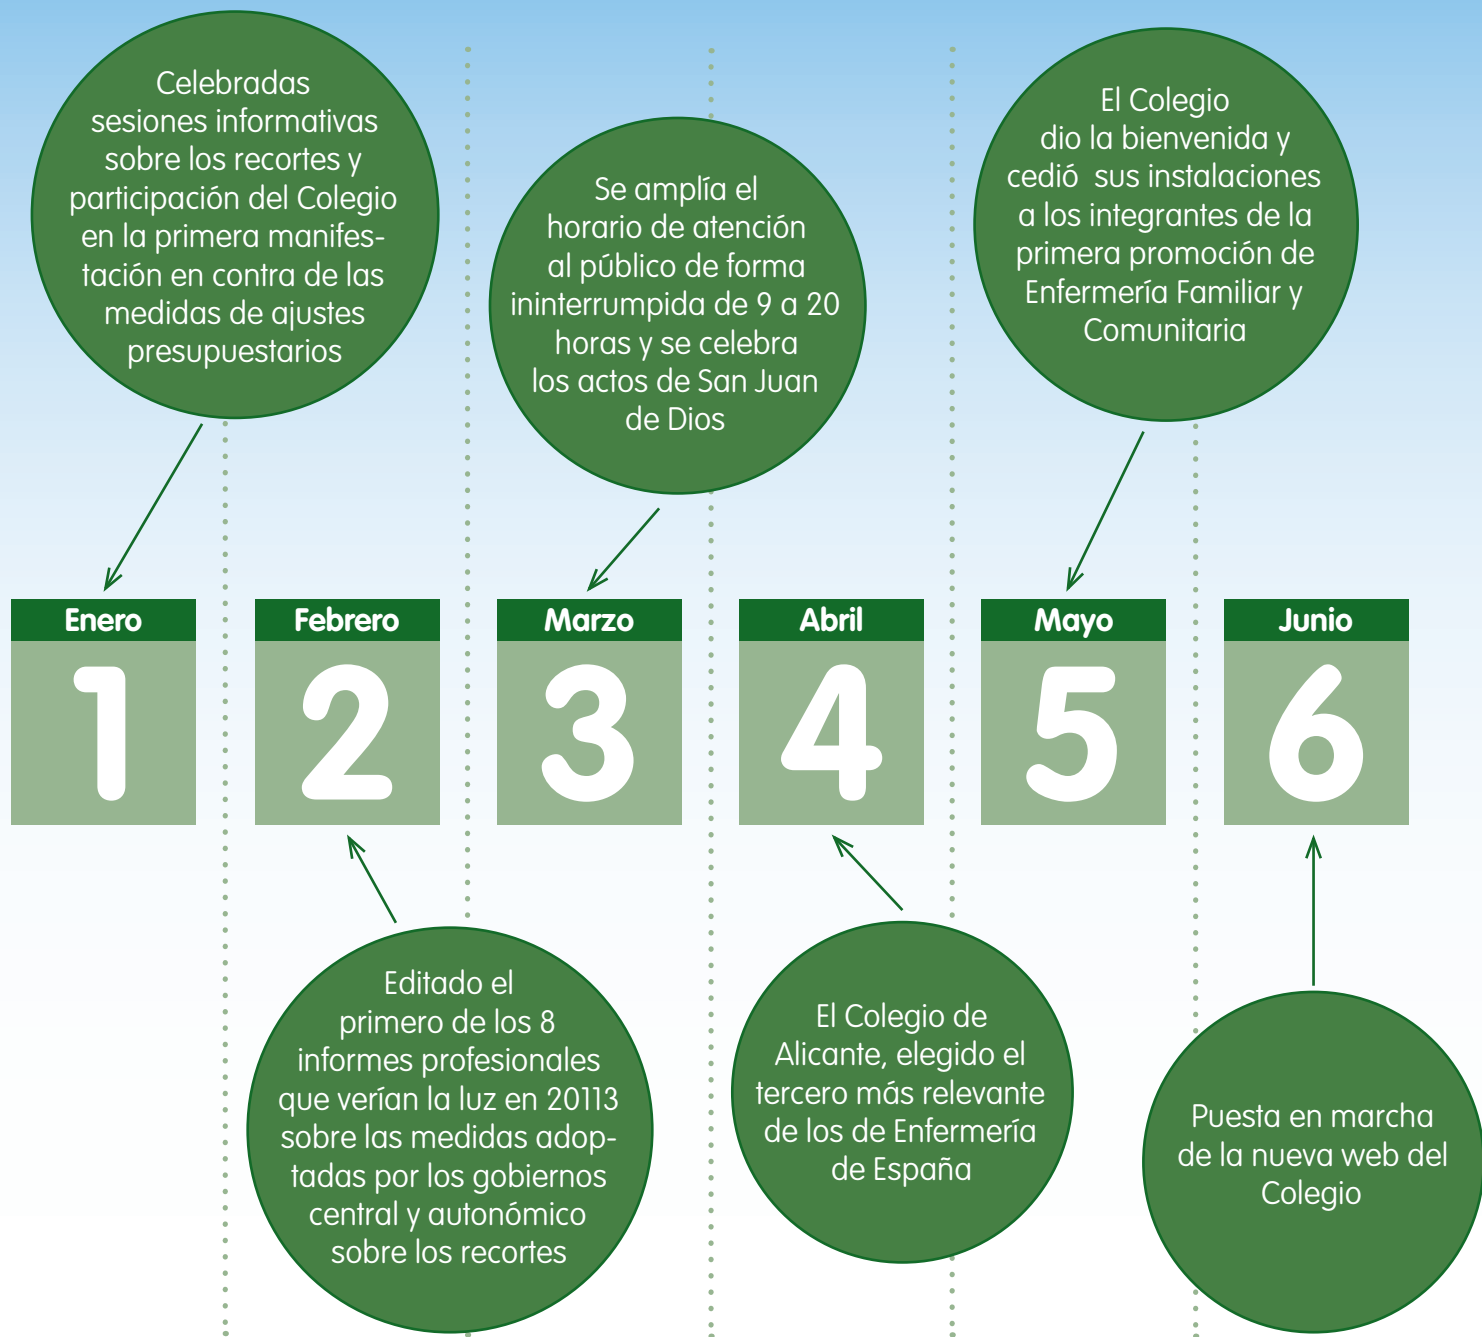 Celebradas
sesiones informativas
sobre los recortes y
participación del Colegio
en la primera manifes-
tación en contra de las
medidas de ajustes
presupuestarios
Se amplía el
horario de atención
al público de forma
ininterrumpida de 9 a 20
horas y se celebra
los actos de San Juan
de Dios
El Colegio
dio la bienvenida y
cedió  sus instalaciones
a los integrantes de la
primera promoción de
Enfermería Familiar y
Comunitaria
Enero
1
Febrero
2
Marzo
3
Abril
4
Mayo
5
Junio
6
Editado el
primero de los 8
informes profesionales
que verían la luz en 20113
sobre las medidas adop-
tadas por los gobiernos
central y autonómico
sobre los recortes
El Colegio de
Alicante, elegido el
tercero más relevante
de los de Enfermería
de España
Puesta en marcha
de la nueva web del
Colegio